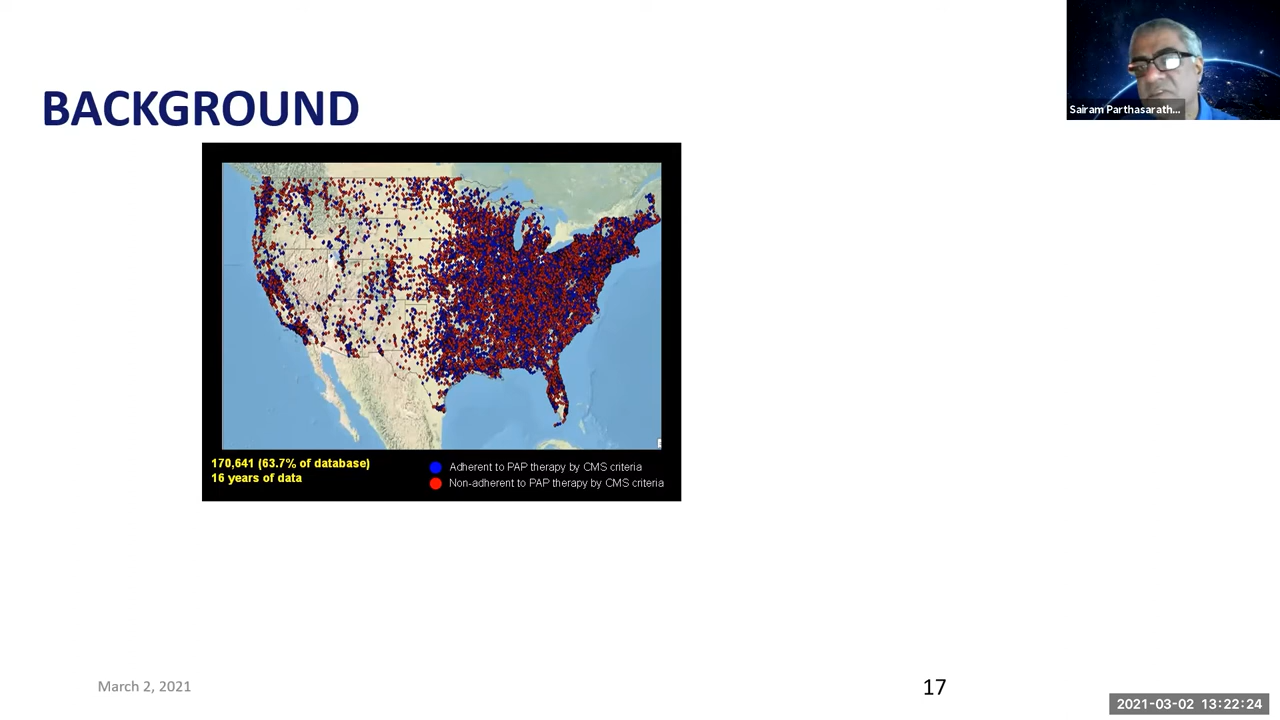 BACKGROUND
Sairam Parthasarath...
170,641 (63.7% of database)
16 years of data
Adherent to PAP therapy by CMS criteria
Non-adherent to PAP therapy by CMS criteria
March 2, 2021
17
2021-03-02 13:22:24